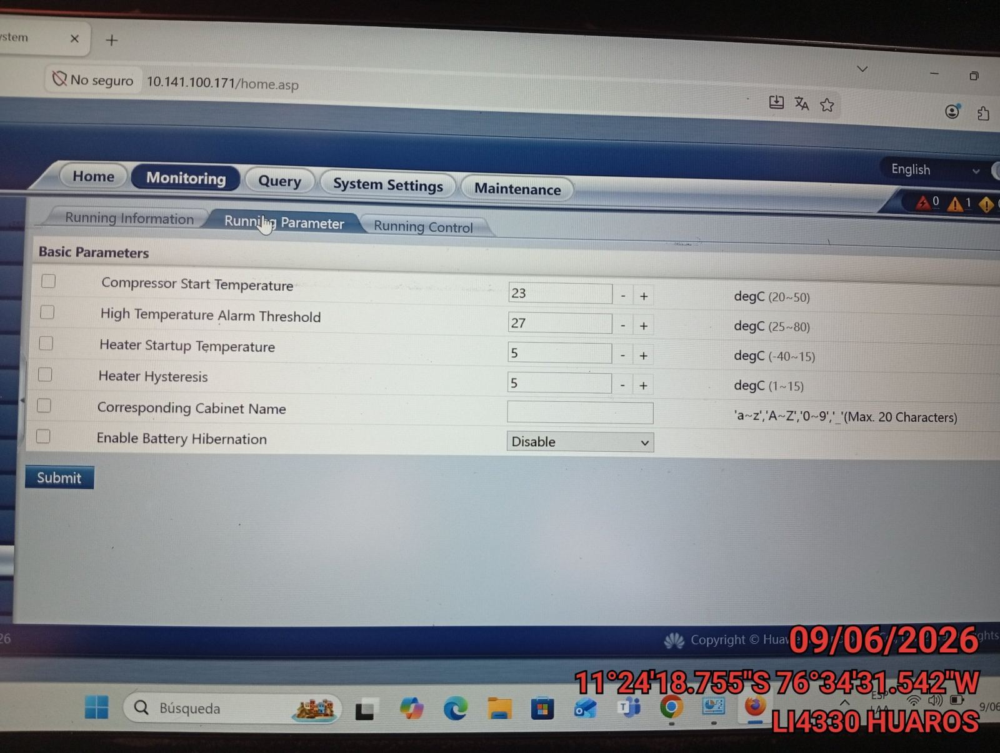 ystem
No seguro 10.141.100.171/home.asp
English
Home Monitoring Query System Settings Maintenance
0 1
Running Information Running Parameter Running Control
Basic Parameters
Compressor Start Temperature 23 - + degC (20~50)
High Temperature Alarm Threshold 27 - + degC (25~80)
Heater Startup Temperature 5 - + degC (-40~15)
Heater Hysteresis 5 - + degC (1~15)
Corresponding Cabinet Name 'a~z','A~Z','0~9','_'(Max. 20 Characters)
Enable Battery Hibernation Disable
Submit
26
Copyright © Huaw
09/06/2026
11°24'18.755"S 76°34'31.542"W
Búsqueda
ESP
LAA
9/06
LI4330 HUAROS